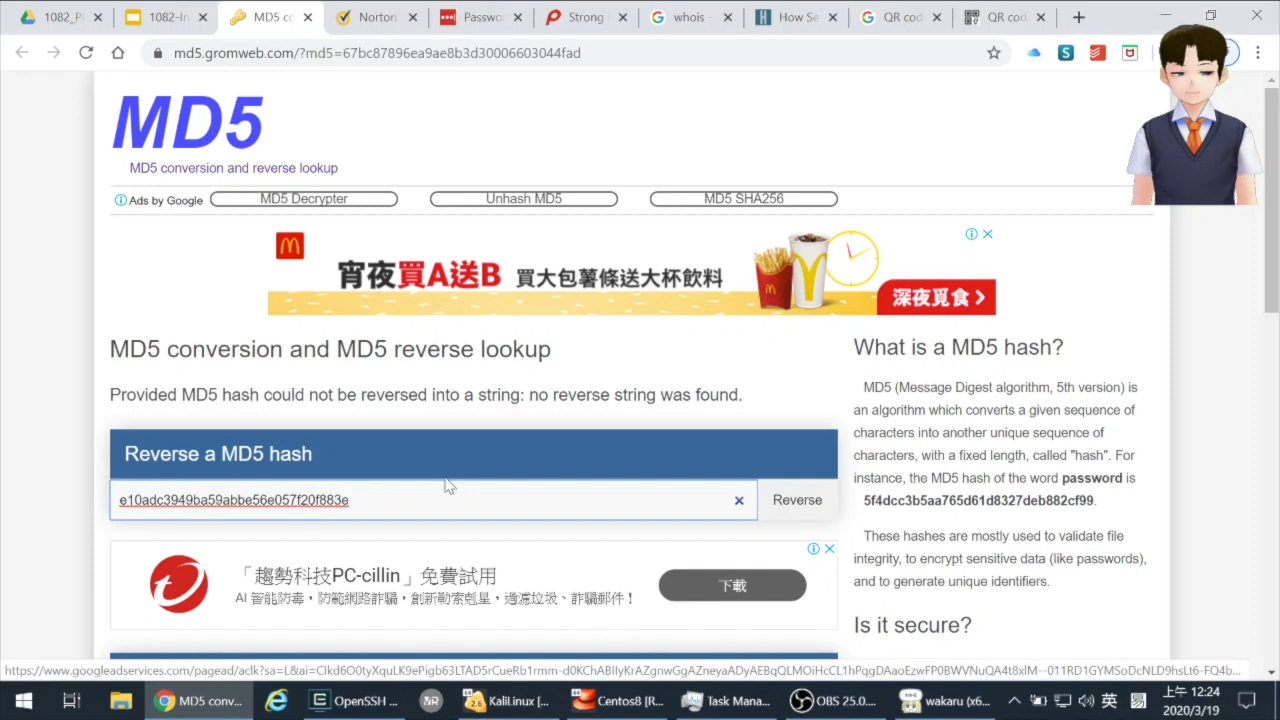 1082_P
1082-In
MD5 co
Norton
Passwo
Strong
whois -
How Se
QR cod
QR cod
md5.gromweb.com/?md5=67bc87896ea9ae8b3d30006603044fad
MD5
MD5 conversion and reverse lookup
Ads by Google
MD5 Decrypter
Unhash MD5
MD5 SHA256
宵夜買A送B 買大包薯條送大杯飲料
深夜覓食
MD5 conversion and MD5 reverse lookup
Provided MD5 hash could not be reversed into a string: no reverse string was found.
Reverse a MD5 hash
e10adc3949ba59abbe56e057f20f883e
Reverse
「趨勢科技PC-cillin」免費試用
AI 智能防毒，防範網路詐騙，創新勒索剋星，過濾垃圾、詐騙郵件！
下載
What is a MD5 hash?
MD5 (Message Digest algorithm, 5th version) is
an algorithm which converts a given sequence of
characters into another unique sequence of
characters, with a fixed length, called "hash". For
instance, the MD5 hash of the word password is
5f4dcc3b5aa765d61d8327deb882cf99.
These hashes are mostly used to validate file
integrity, to encrypt sensitive data (like passwords),
and to generate unique identifiers.
Is it secure?
MD5 conv...
OpenSSH ...
KaliLinux [...
Centos8 [R...
Task Mana...
OBS 25.0....
wakaru (x6...
英
上午 12:24
2020/3/19